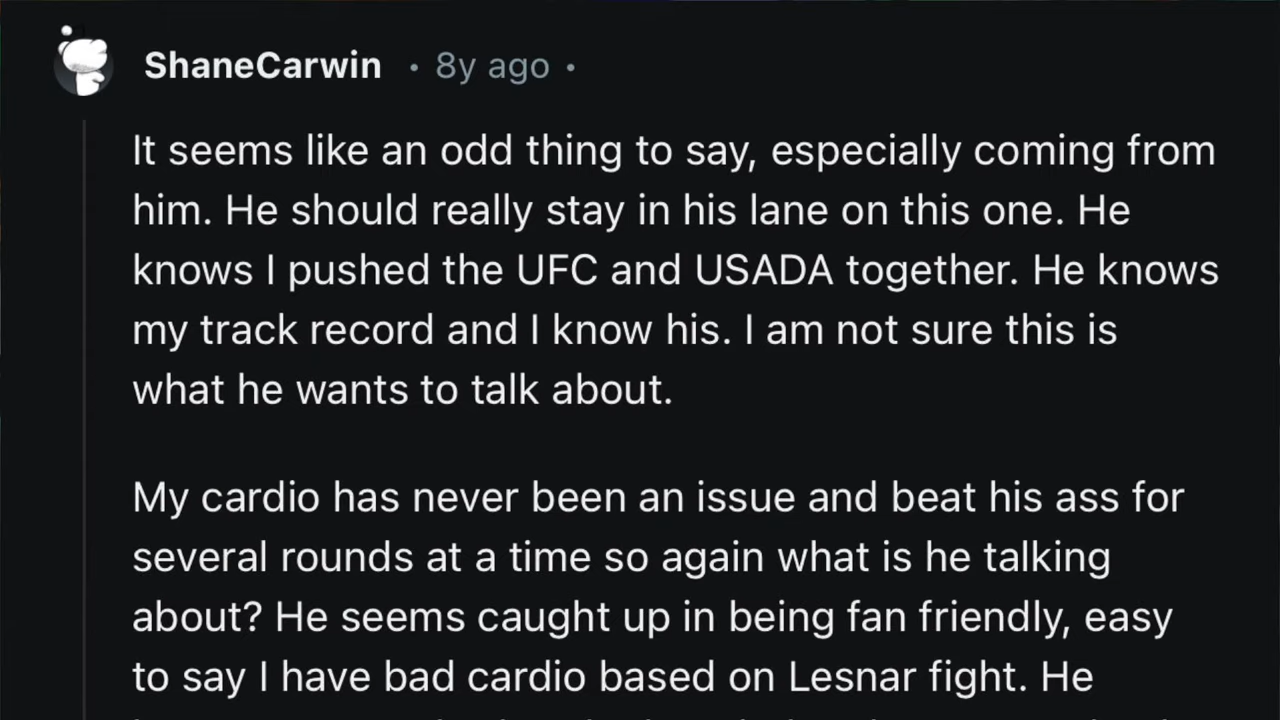 ShaneCarwin • 8y ago •
It seems like an odd thing to say, especially coming from
him. He should really stay in his lane on this one. He
knows I pushed the UFC and USADA together. He knows
my track record and I know his. I am not sure this is
what he wants to talk about.
My cardio has never been an issue and beat his ass for
several rounds at a time so again what is he talking
about? He seems caught up in being fan friendly, easy
to say I have bad cardio based on Lesnar fight. He